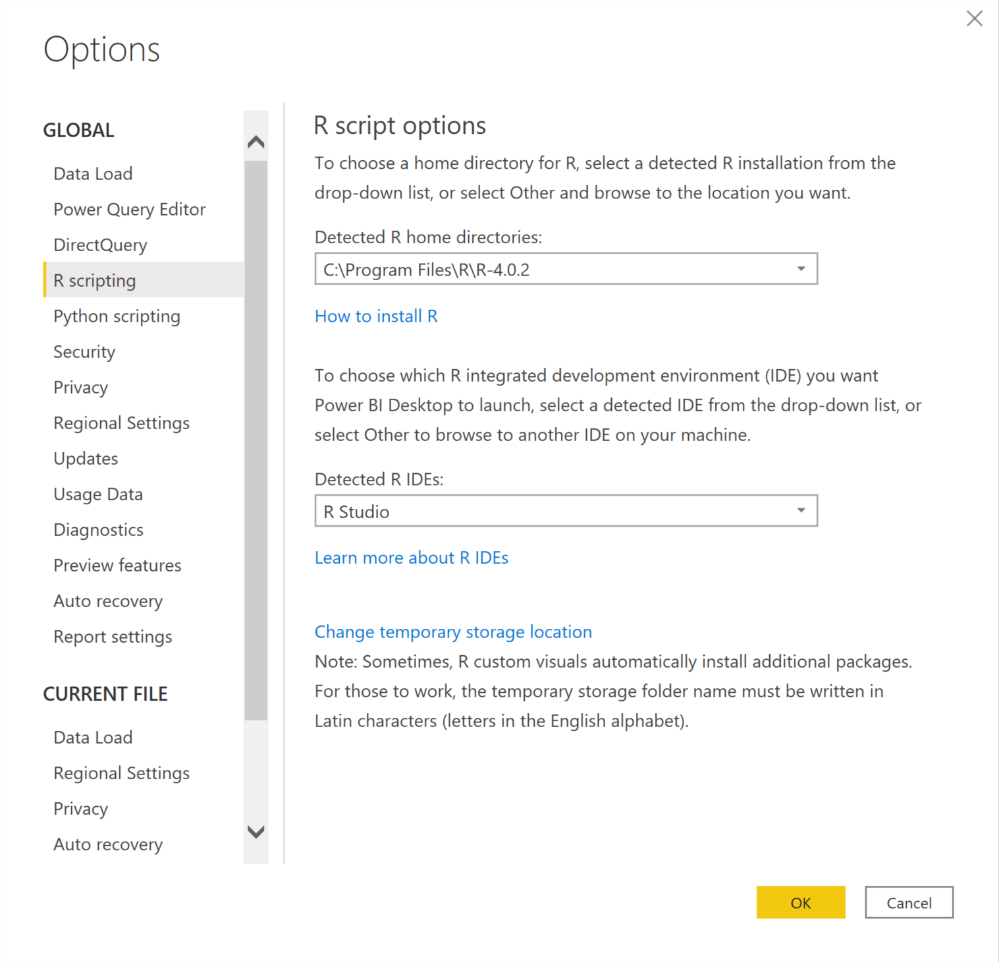 Options
GLOBAL
Data Load
Power Query Editor
DirectQuery
R scripting
Python scripting
Security
Privacy
Regional Settings
Updates
Usage Data
Diagnostics
Preview features
Auto recovery
Report settings
CURRENT FILE
Data Load
Regional Settings
Privacy
Auto recovery
R script options
To choose a home directory for R, select a detected R installation from the
drop-down list, or select Other and browse to the location you want.
Detected R home directories:
C:\Program Files\R\R-4.0.2
How to install R
To choose which R integrated development environment (IDE) you want
Power BI Desktop to launch, select a detected IDE from the drop-down list, or
select Other to browse to another IDE on your machine.
Detected R IDEs:
R Studio
Learn more about R IDEs
Change temporary storage location
Note: Sometimes, R custom visuals automatically install additional packages.
For those to work, the temporary storage folder name must be written in
Latin characters (letters in the English alphabet).
OK
Cancel